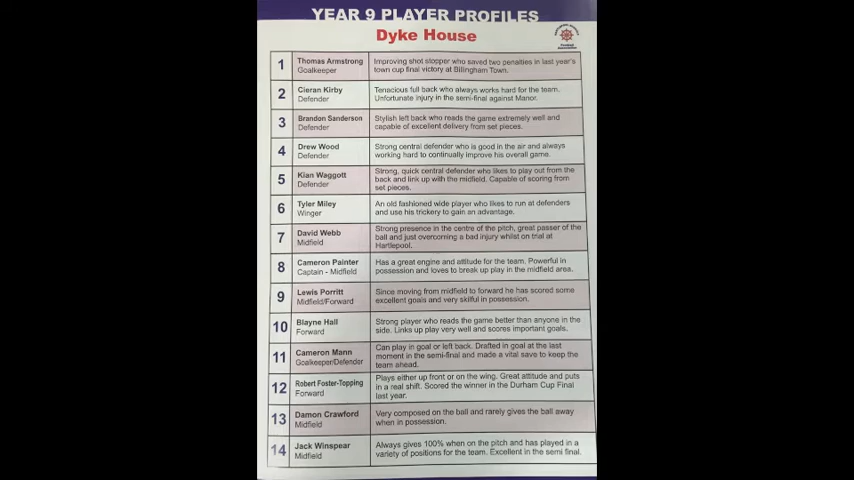 YEAR 9 PLAYER PROFILES
Dyke House
1 Thomas Armstrong Goalkeeper Improving shot stopper who saved two penalties in last year's
town cup final victory at Billingham Town.
2 Cieran Kirby Defender Tenacious full back who always works hard for the team.
Unfortunate injury in the semi-final against Manor.
3 Brandon Sanderson Defender Stylish left back who reads the game extremely well and
capable of excellent delivery from set pieces.
4 Drew Wood Defender Strong central defender who is good in the air and always
working hard to continually improve his overall game.
5 Kian Waggott Defender Strong, quick central defender who likes to play out from the
back and link up with the midfield. Capable of scoring from
set pieces.
6 Tyler Miley Winger An old fashioned wide player who likes to run at defenders
and use his trickery to gain an advantage.
7 David Webb Midfield Strong presence in the centre of the pitch, great passer of the
ball and just overcoming a bad injury whilst on trial at
Hartlepool.
8 Cameron Painter Captain - Midfield Has a great engine and attitude for the team. Powerful in
possession and loves to break up play in the midfield area.
9 Lewis Porritt Midfield/Forward Since moving from midfield to forward he has scored some
excellent goals and very skilful in possession.
10 Blayne Hall Forward Strong player who reads the game better than anyone in the
side. Links up play very well and scores important goals.
11 Cameron Mann Goalkeeper/Defender Can play in goal or left back. Drafted in goal at the last
moment in the semi-final and made a vital save to keep the
team ahead.
12 Robert Foster-Topping Forward Plays either up front or on the wing. Great attitude and puts
in a real shift. Scored the winner in the Durham Cup Final
last year.
13 Damon Crawford Midfield Very composed on the ball and rarely gives the ball away
when in possession.
14 Jack Winspear Midfield Always gives 100% when on the pitch and has played in a
variety of positions for the team. Excellent in the semi final.